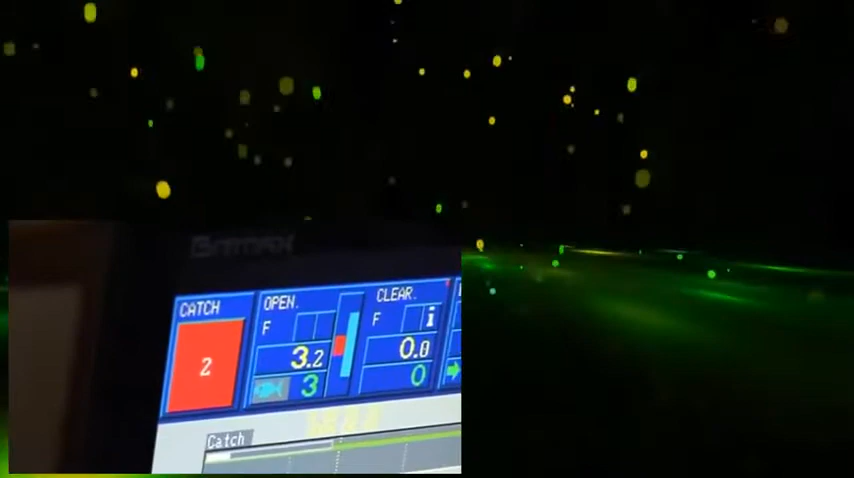 CATCH
2
OPEN.
F
3.2
3
CLEAR.
F
i
0.0
0
Catch